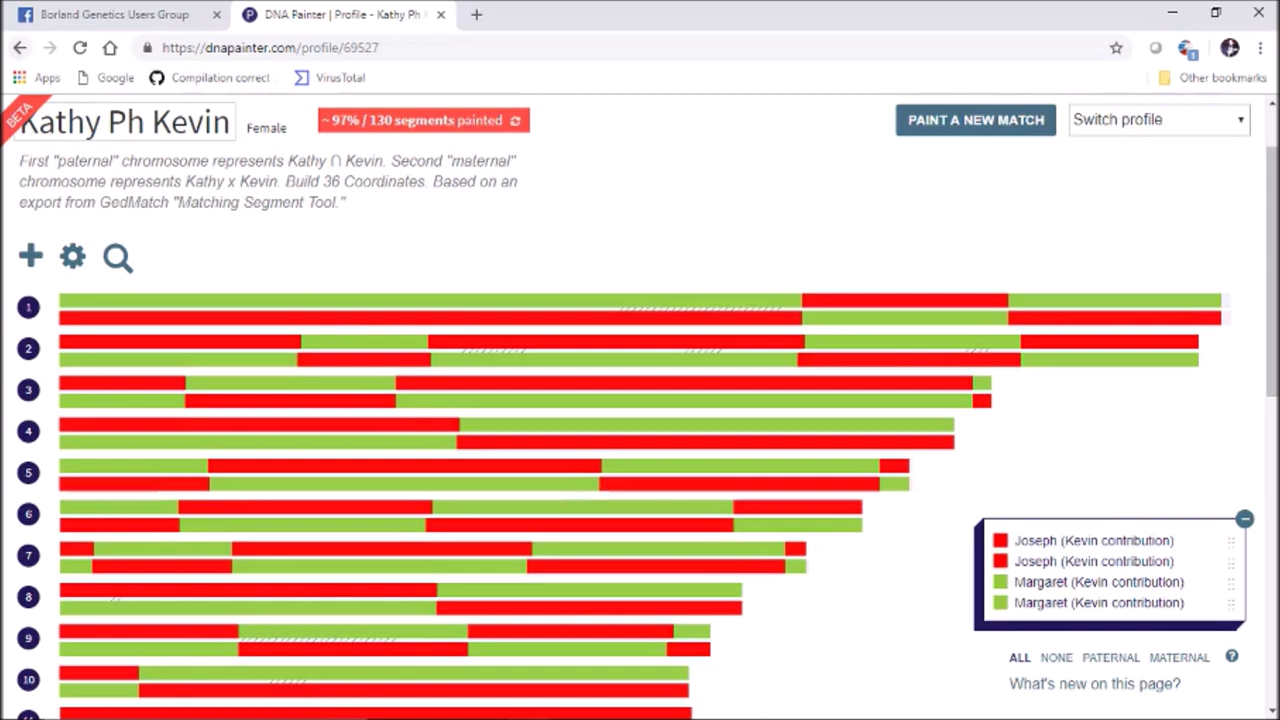 Borland Genetics Users Group
DNA Painter | Profile - Kathy Ph
https://dnapainter.com/profile/69527
Apps Google Compilation correct VirusTotal Other bookmarks
BETA
Kathy Ph Kevin Female
~ 97% / 130 segments painted
PAINT A NEW MATCH
Switch profile
First "paternal" chromosome represents Kathy ∩ Kevin. Second "maternal"
chromosome represents Kathy x Kevin. Build 36 Coordinates. Based on an
export from GedMatch "Matching Segment Tool."
1
2
3
4
5
6
7
8
9
10
Joseph (Kevin contribution)
Joseph (Kevin contribution)
Margaret (Kevin contribution)
Margaret (Kevin contribution)
ALL NONE PATERNAL MATERNAL ?
What's new on this page?